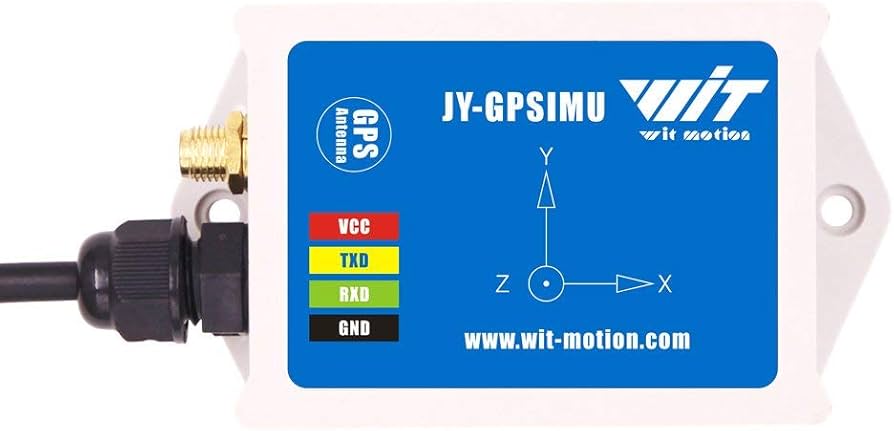 JY-GPSIMU
WIT
wit motion
GPS
Antenna
VCC
TXD
RXD
GND
Y
Z
X
www.wit-motion.com